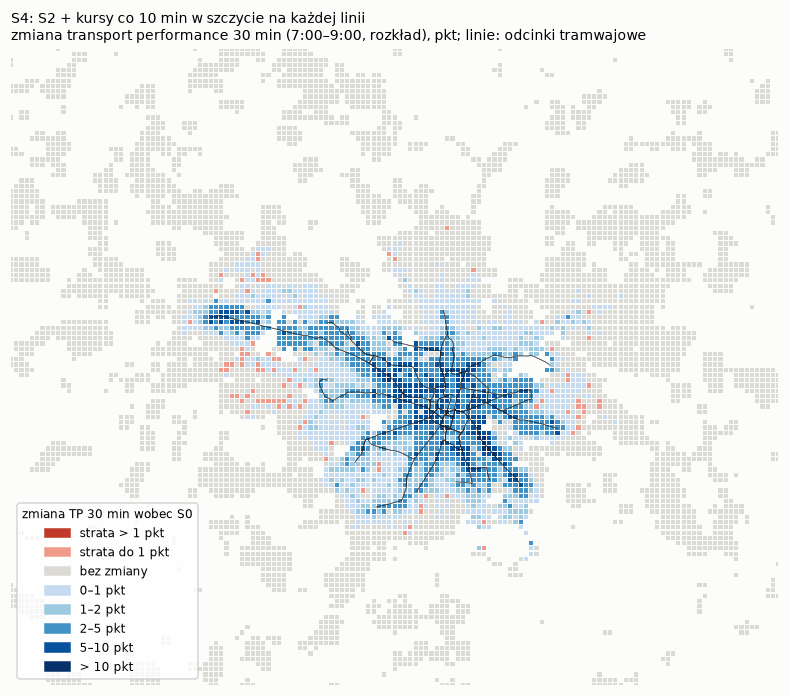 S4: S2 + kursy co 10 min w szczycie na każdej linii
zmiana transport performance 30 min (7:00–9:00, rozkład), pkt; linie: odcinki tramwajowe
zmiana TP 30 min wobec S0
strata > 1 pkt
strata do 1 pkt
bez zmiany
0–1 pkt
1–2 pkt
2–5 pkt
5–10 pkt
> 10 pkt